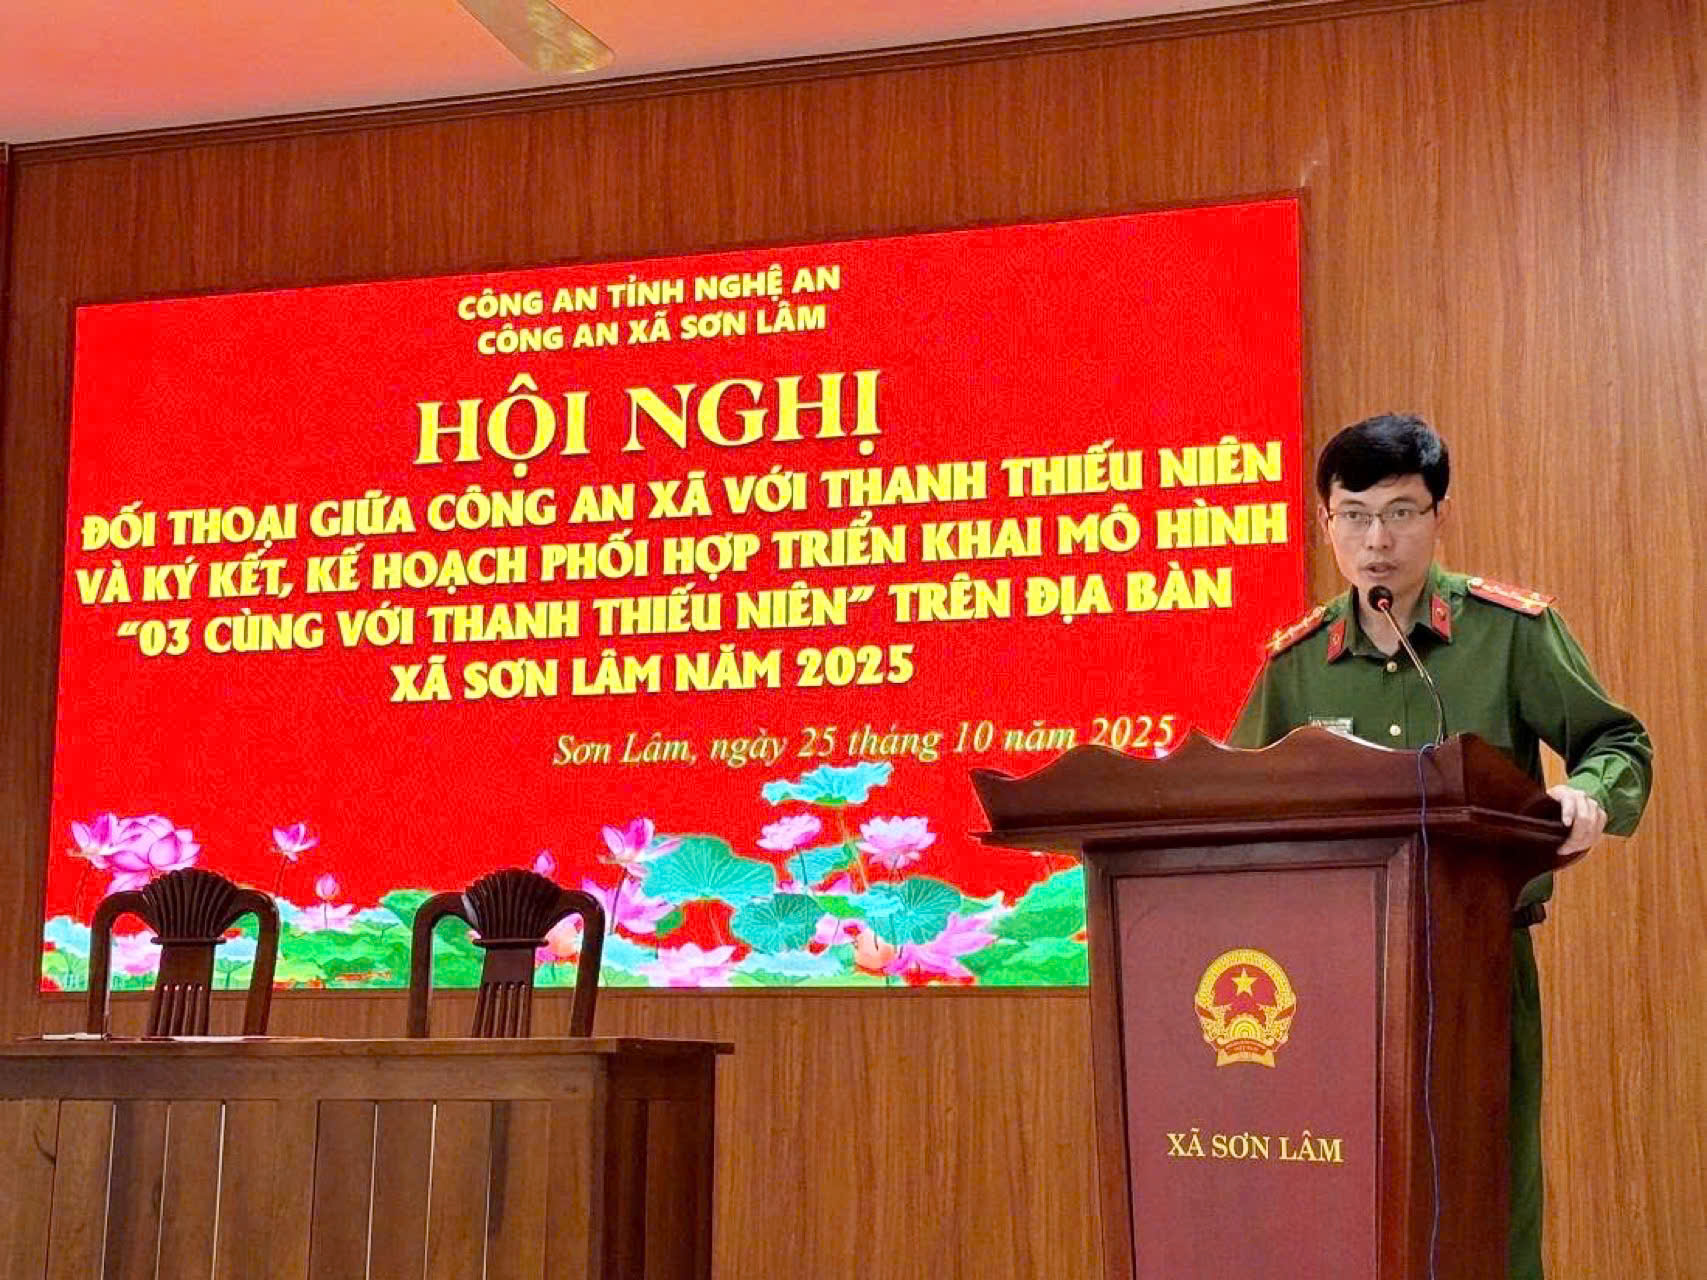 CÔNG AN TỈNH NGHỆ AN
CÔNG AN XÃ SƠN LÂM
HỘI NGHỊ
ĐỐI THOẠI GIỮA CÔNG AN XÃ VỚI THANH THIẾU NIÊN
VÀ KÝ KẾT, KẾ HOẠCH PHỐI HỢP TRIỂN KHAI MÔ HÌNH
“03 CÙNG VỚI THANH THIẾU NIÊN” TRÊN ĐỊA BÀN
XÃ SƠN LÂM NĂM 2025
Sơn Lâm, ngày 25 tháng 10 năm 2025
XÃ SƠN LÂM